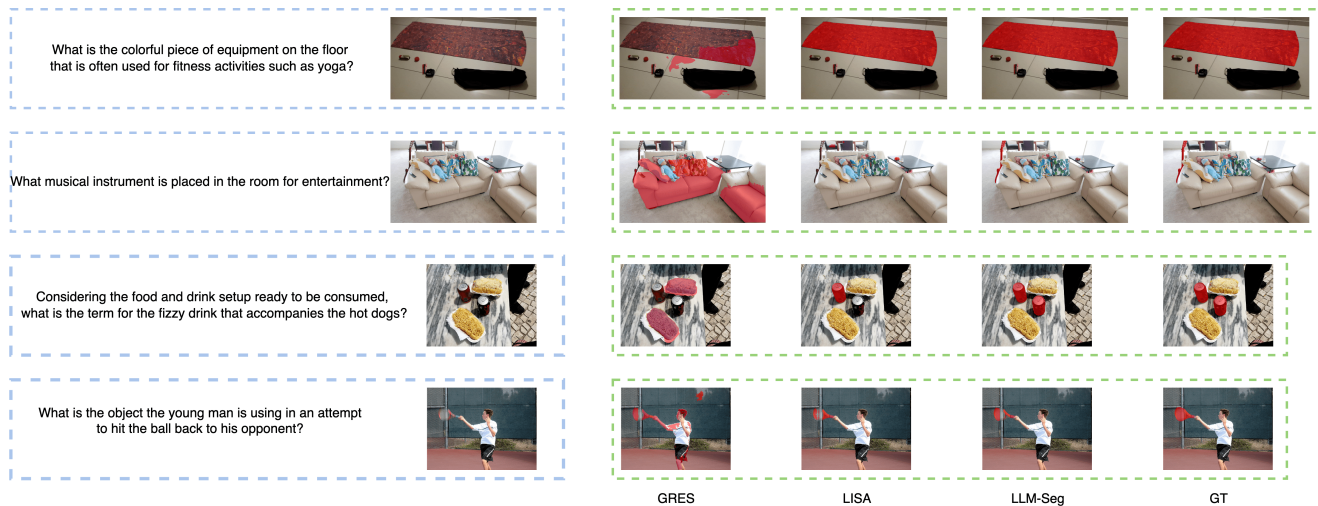 What is the colorful piece of equipment on the floor
that is often used for fitness activities such as yoga?
What musical instrument is placed in the room for entertainment?
Considering the food and drink setup ready to be consumed,
what is the term for the fizzy drink that accompanies the hot dogs?
What is the object the young man is using in an attempt
to hit the ball back to his opponent?
GRES
LISA
LLM-Seg
GT